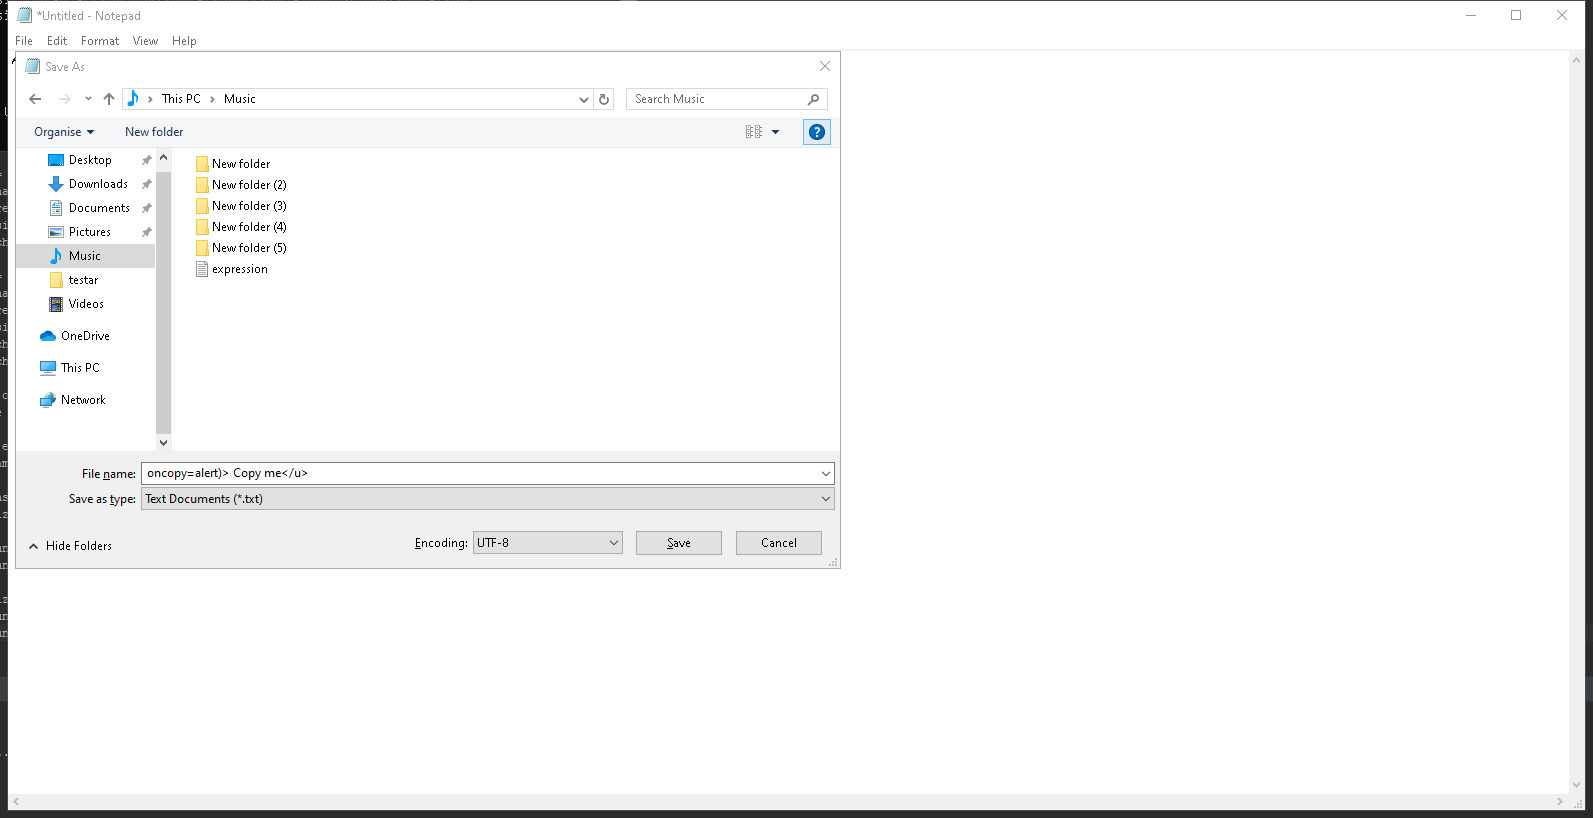 *Untitled - Notepad
File Edit Format View Help
Save As
This PC > Music
Search Music
Organise New folder
Desktop
Downloads
Documents
Pictures
Music
testar
Videos
OneDrive
This PC
Network
New folder
New folder (2)
New folder (3)
New folder (4)
New folder (5)
expression
File name: oncopy=alert)> Copy me</u>
Save as type: Text Documents (*.txt)
Hide Folders
Encoding: UTF-8 Save Cancel